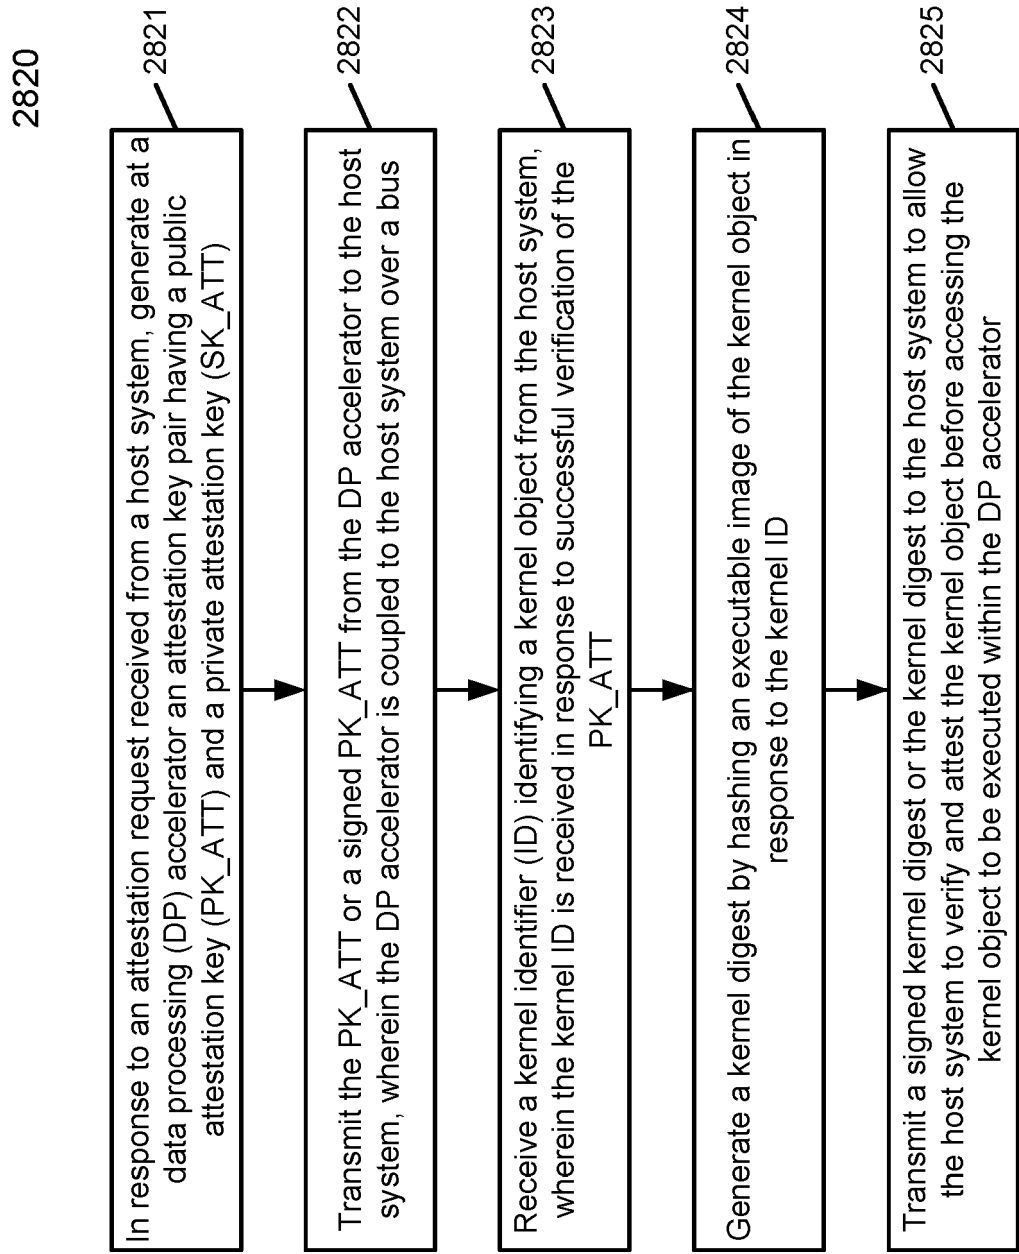 2820
In response to an attestation request received from a host system, generate at a
data processing (DP) accelerator an attestation key pair having a public
attestation key (PK_ATT) and a private attestation key (SK_ATT)
2821
Transmit the PK_ATT or a signed PK_ATT from the DP accelerator to the host
system, wherein the DP accelerator is coupled to the host system over a bus
2822
Receive a kernel identifier (ID) identifying a kernel object from the host system,
wherein the kernel ID is received in response to successful verification of the
PK_ATT
2823
Generate a kernel digest by hashing an executable image of the kernel object in
response to the kernel ID
2824
Transmit a signed kernel digest or the kernel digest to the host system to allow
the host system to verify and attest the kernel object before accessing the
kernel object to be executed within the DP accelerator
2825